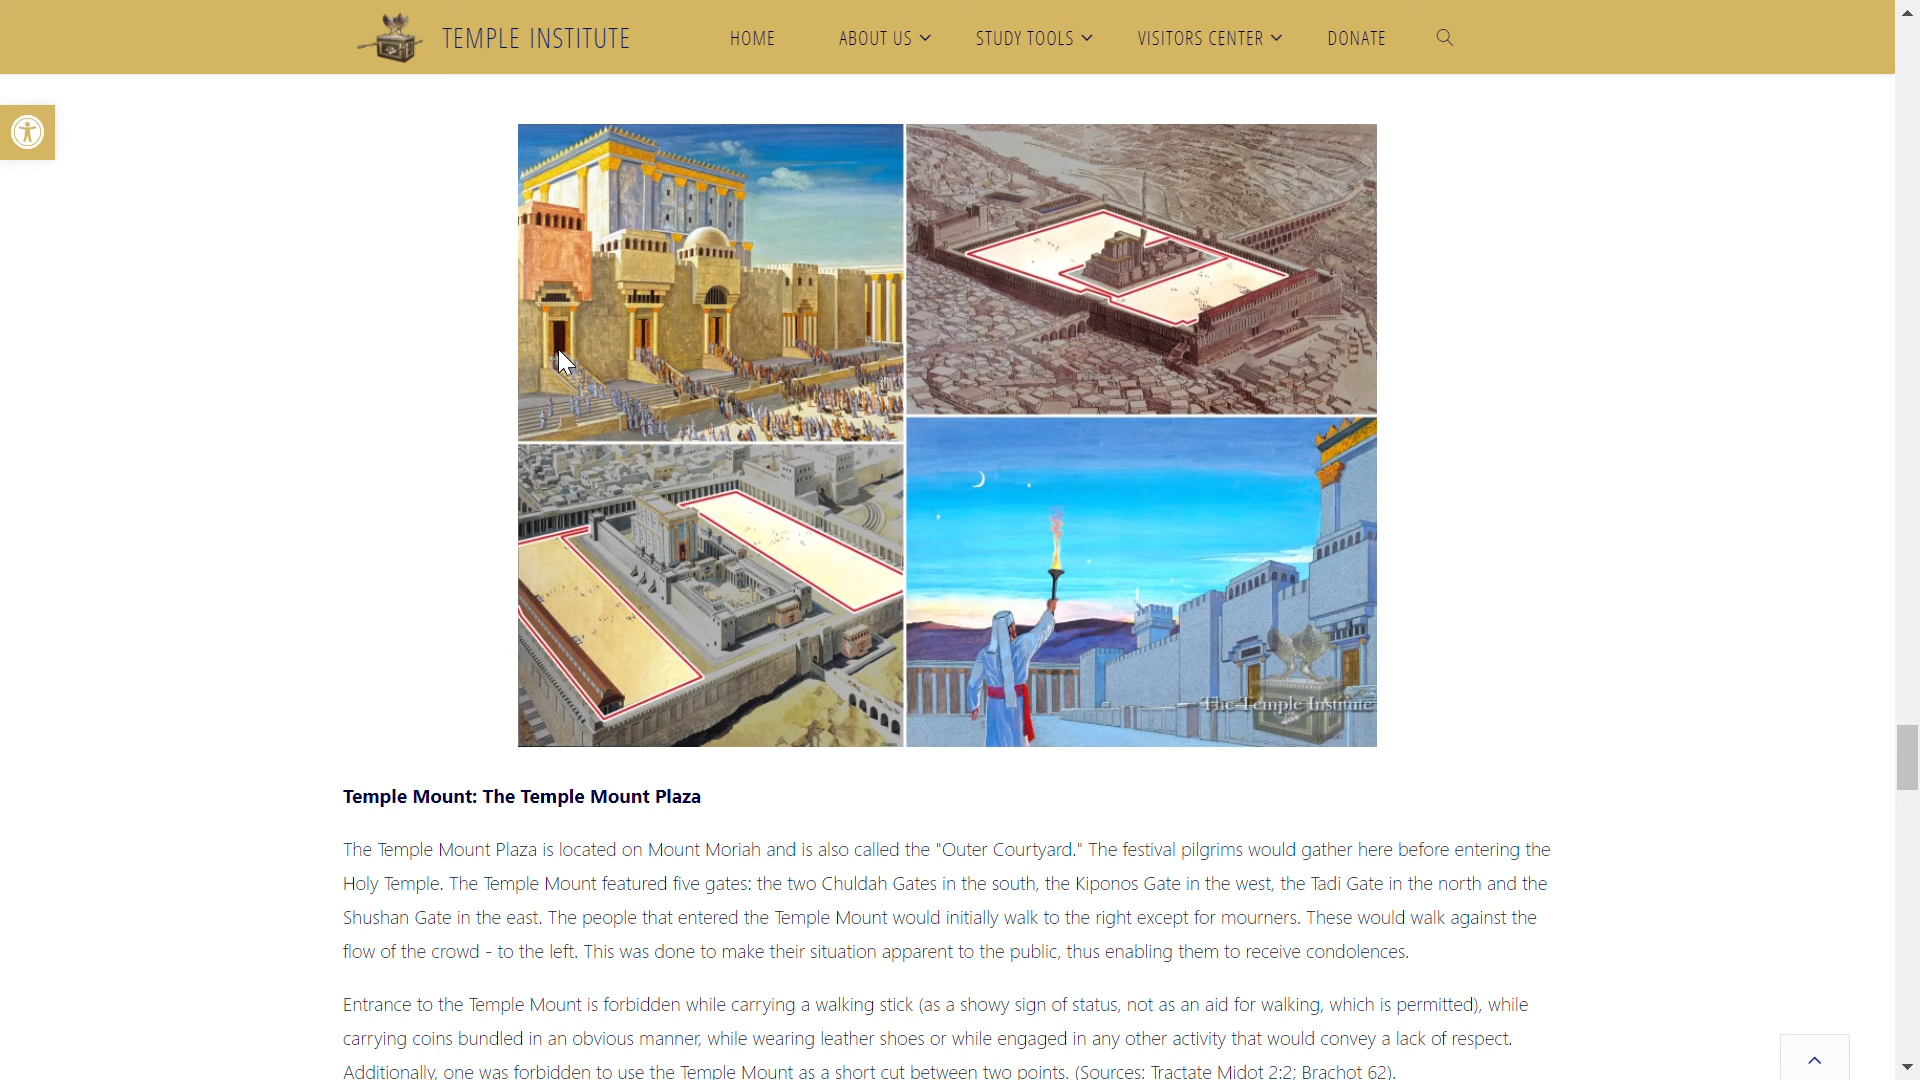 TEMPLE INSTITUTE HOME ABOUT US STUDY TOOLS VISITORS CENTER DONATE
The Temple Institute
Temple Mount: The Temple Mount Plaza
The Temple Mount Plaza is located on Mount Moriah and is also called the "Outer Courtyard." The festival pilgrims would gather here before entering the
Holy Temple. The Temple Mount featured five gates: the two Chuldah Gates in the south, the Kiponos Gate in the west, the Tadi Gate in the north and the
Shushan Gate in the east. The people that entered the Temple Mount would initially walk to the right except for mourners. These would walk against the
flow of the crowd - to the left. This was done to make their situation apparent to the public, thus enabling them to receive condolences.
Entrance to the Temple Mount is forbidden while carrying a walking stick (as a showy sign of status, not as an aid for walking, which is permitted), while
carrying coins bundled in an obvious manner, while wearing leather shoes or while engaged in any other activity that would convey a lack of respect.
Additionally, one was forbidden to use the Temple Mount as a short cut between two points. (Sources: Tractate Midot 2:2; Brachot 62).